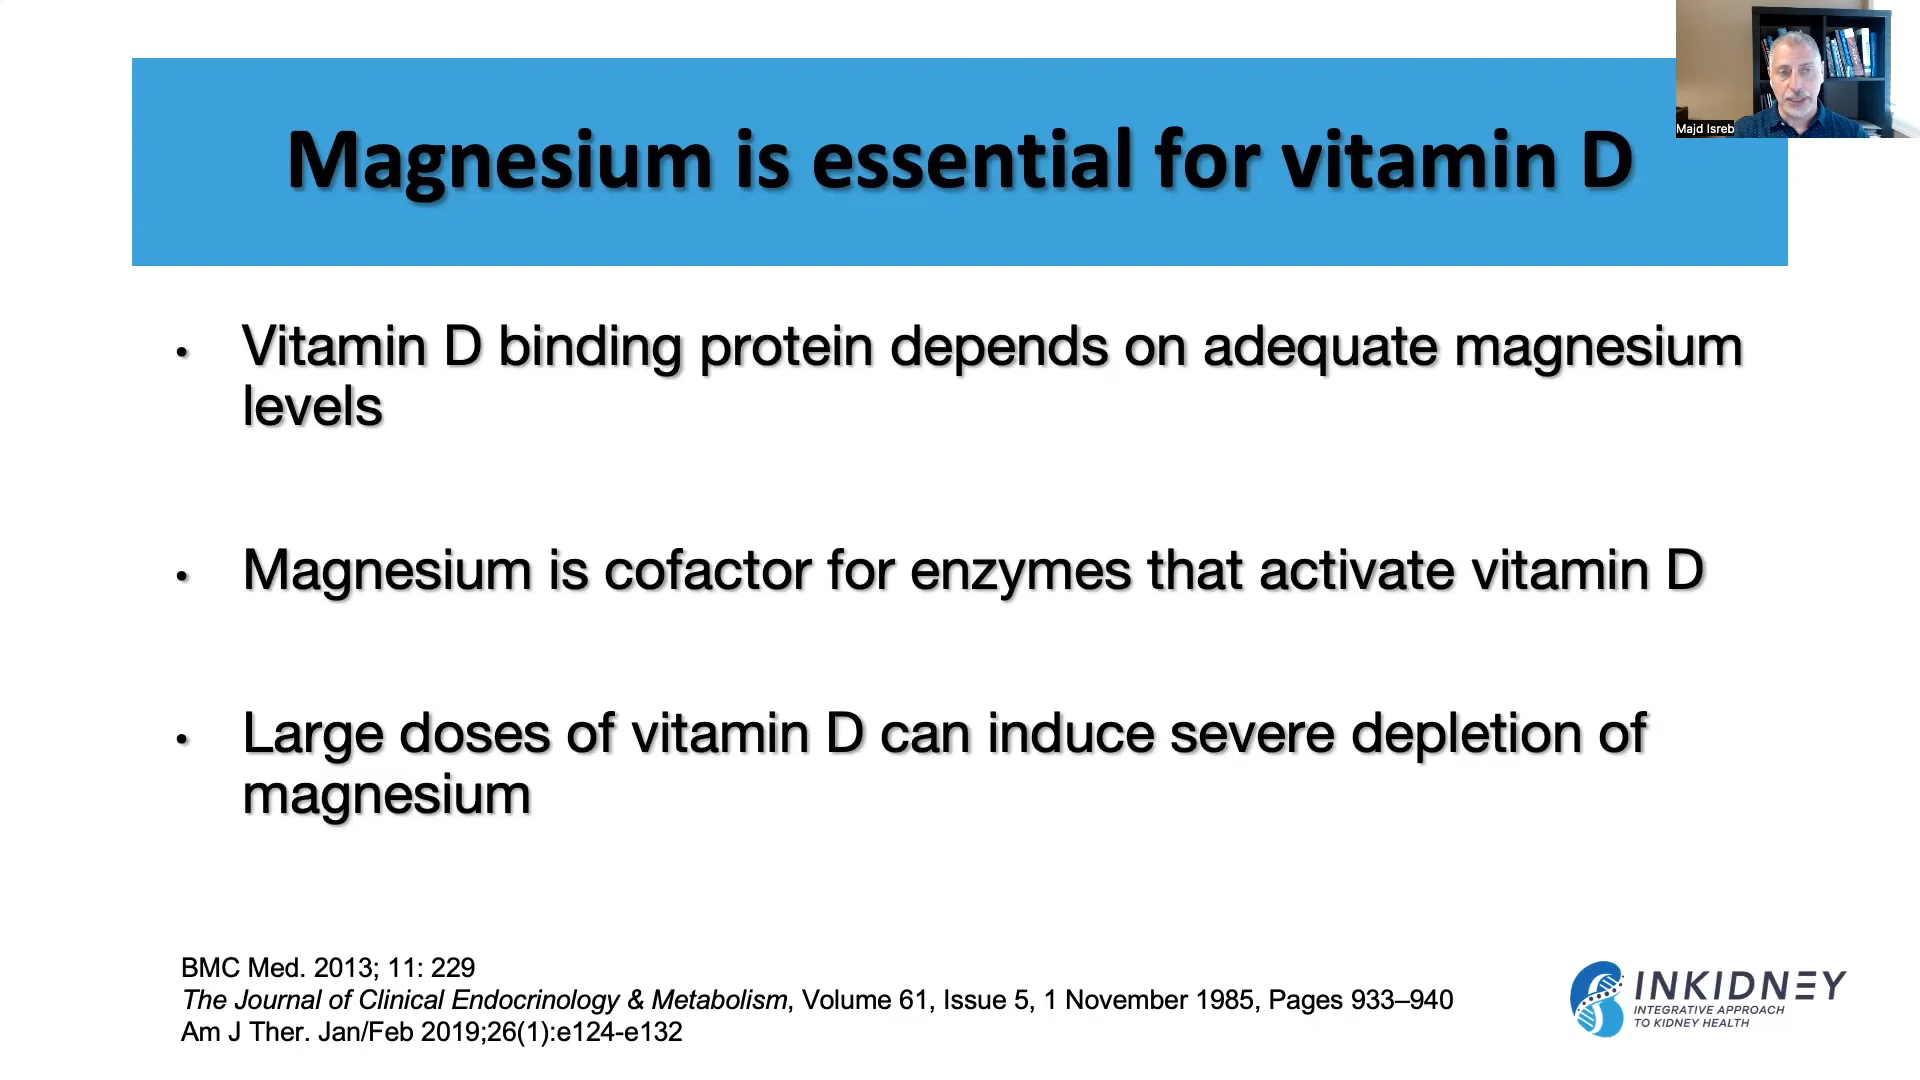 Majd Isreb
Magnesium is essential for vitamin D
• Vitamin D binding protein depends on adequate magnesium
levels
• Magnesium is cofactor for enzymes that activate vitamin D
• Large doses of vitamin D can induce severe depletion of
magnesium
BMC Med. 2013; 11: 229
The Journal of Clinical Endocrinology & Metabolism, Volume 61, Issue 5, 1 November 1985, Pages 933–940
Am J Ther. Jan/Feb 2019;26(1):e124-e132
INKIDNEY
INTEGRATIVE APPROACH
TO KIDNEY HEALTH